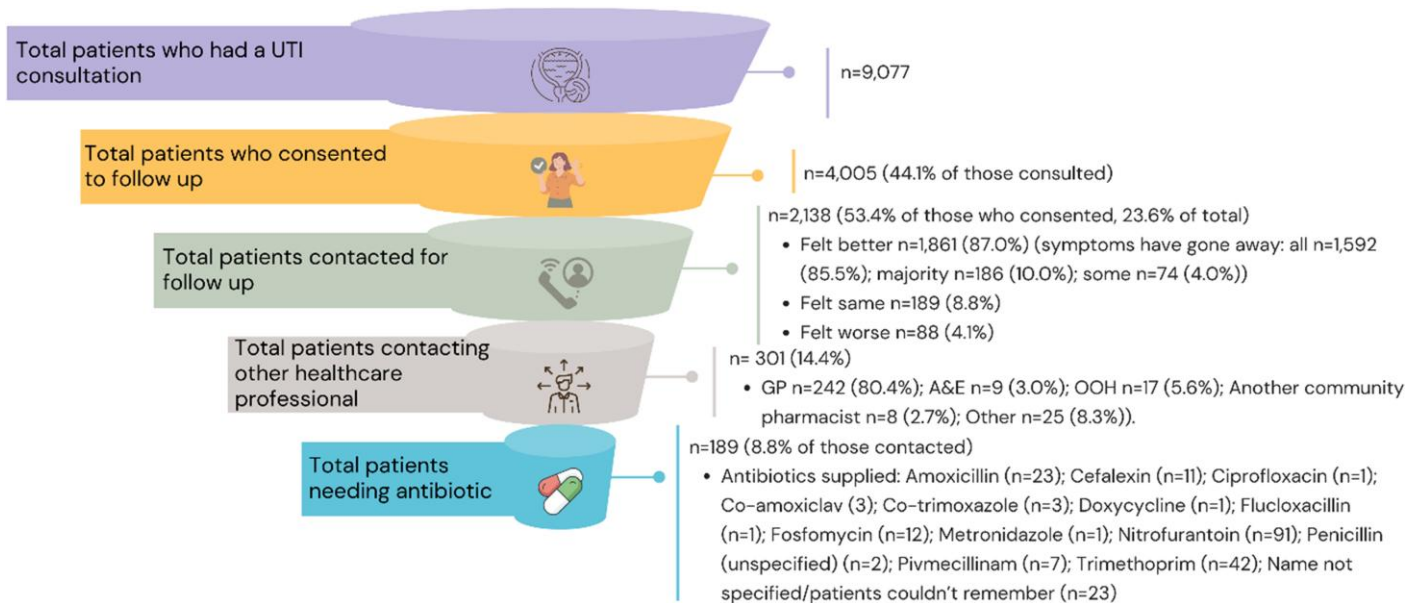 Total patients who had a UTI
consultation
n=9,077
Total patients who consented
to follow up
n=4,005 (44.1% of those consulted)
Total patients contacted for
follow up
n=2,138 (53.4% of those who consented, 23.6% of total)
• Felt better n=1,861 (87.0%) (symptoms have gone away: all n=1,592
(85.5%); majority n=186 (10.0%); some n=74 (4.0%))
• Felt same n=189 (8.8%)
• Felt worse n=88 (4.1%)
Total patients contacting
other healthcare
professional
n= 301 (14.4%)
• GP n=242 (80.4%); A&E n=9 (3.0%); OOH n=17 (5.6%); Another community
pharmacist n=8 (2.7%); Other n=25 (8.3%)).
Total patients
needing antibiotic
n=189 (8.8% of those contacted)
• Antibiotics supplied: Amoxicillin (n=23); Cefalexin (n=11); Ciprofloxacin (n=1);
Co-amoxiclav (3); Co-trimoxazole (n=3); Doxycycline (n=1); Flucloxacillin
(n=1); Fosfomycin (n=12); Metronidazole (n=1); Nitrofurantoin (n=91); Penicillin
(unspecified) (n=2); Pivmecillinam (n=7); Trimethoprim (n=42); Name not
specified/patients couldn't remember (n=23)